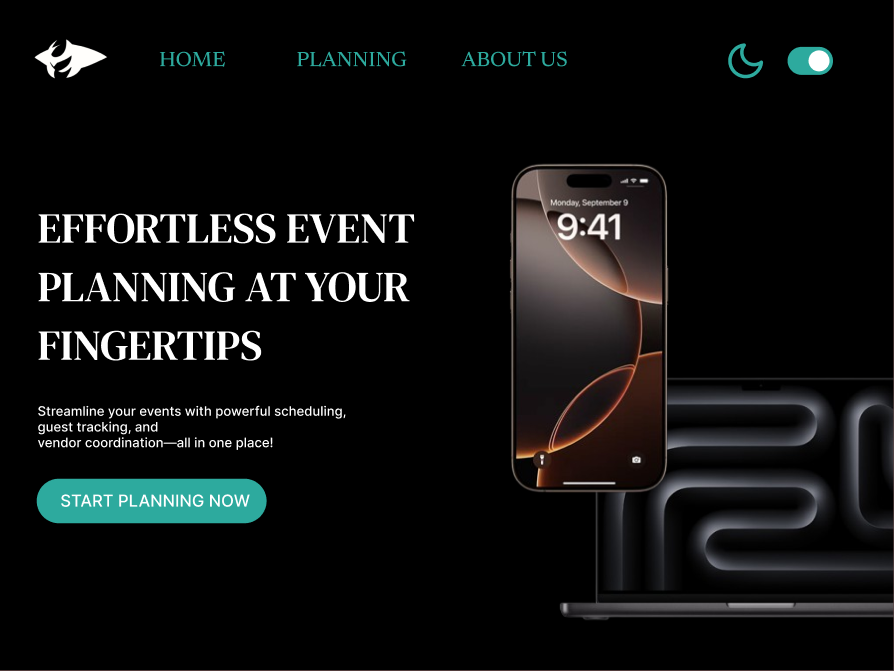 HOME PLANNING ABOUT US
Monday, September 9
9:41
EFFORTLESS EVENT
PLANNING AT YOUR
FINGERTIPS
Streamline your events with powerful scheduling,
guest tracking, and
vendor coordination—all in one place!
START PLANNING NOW